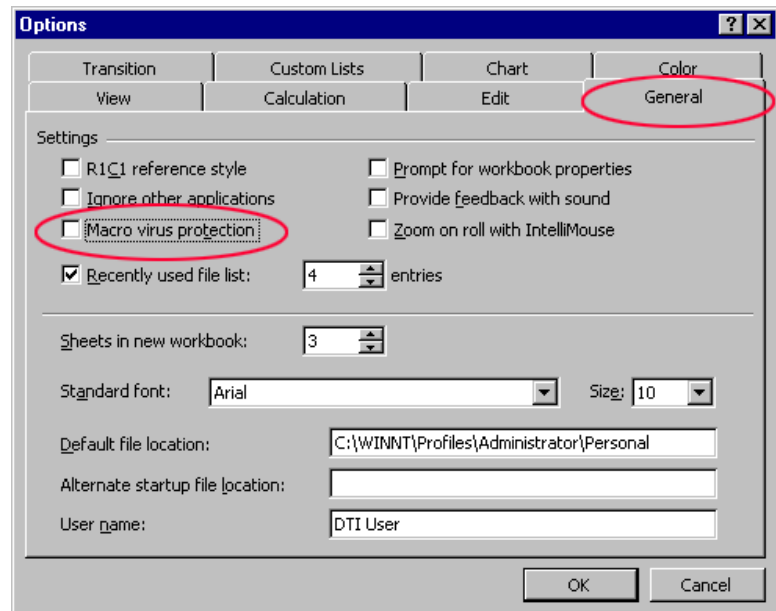 Options
Transition Custom Lists Chart Color
View Calculation Edit General
Settings
R1C1 reference style Prompt for workbook properties
Ignore other applications Provide feedback with sound
Macro virus protection Zoom on roll with IntelliMouse
Recently used file list: 4 entries
Sheets in new workbook: 3
Standard font: Arial Size: 10
Default file location: C:\WINNT\Profiles\Administrator\Personal
Alternate startup file location:
User name: DTI User
OK Cancel